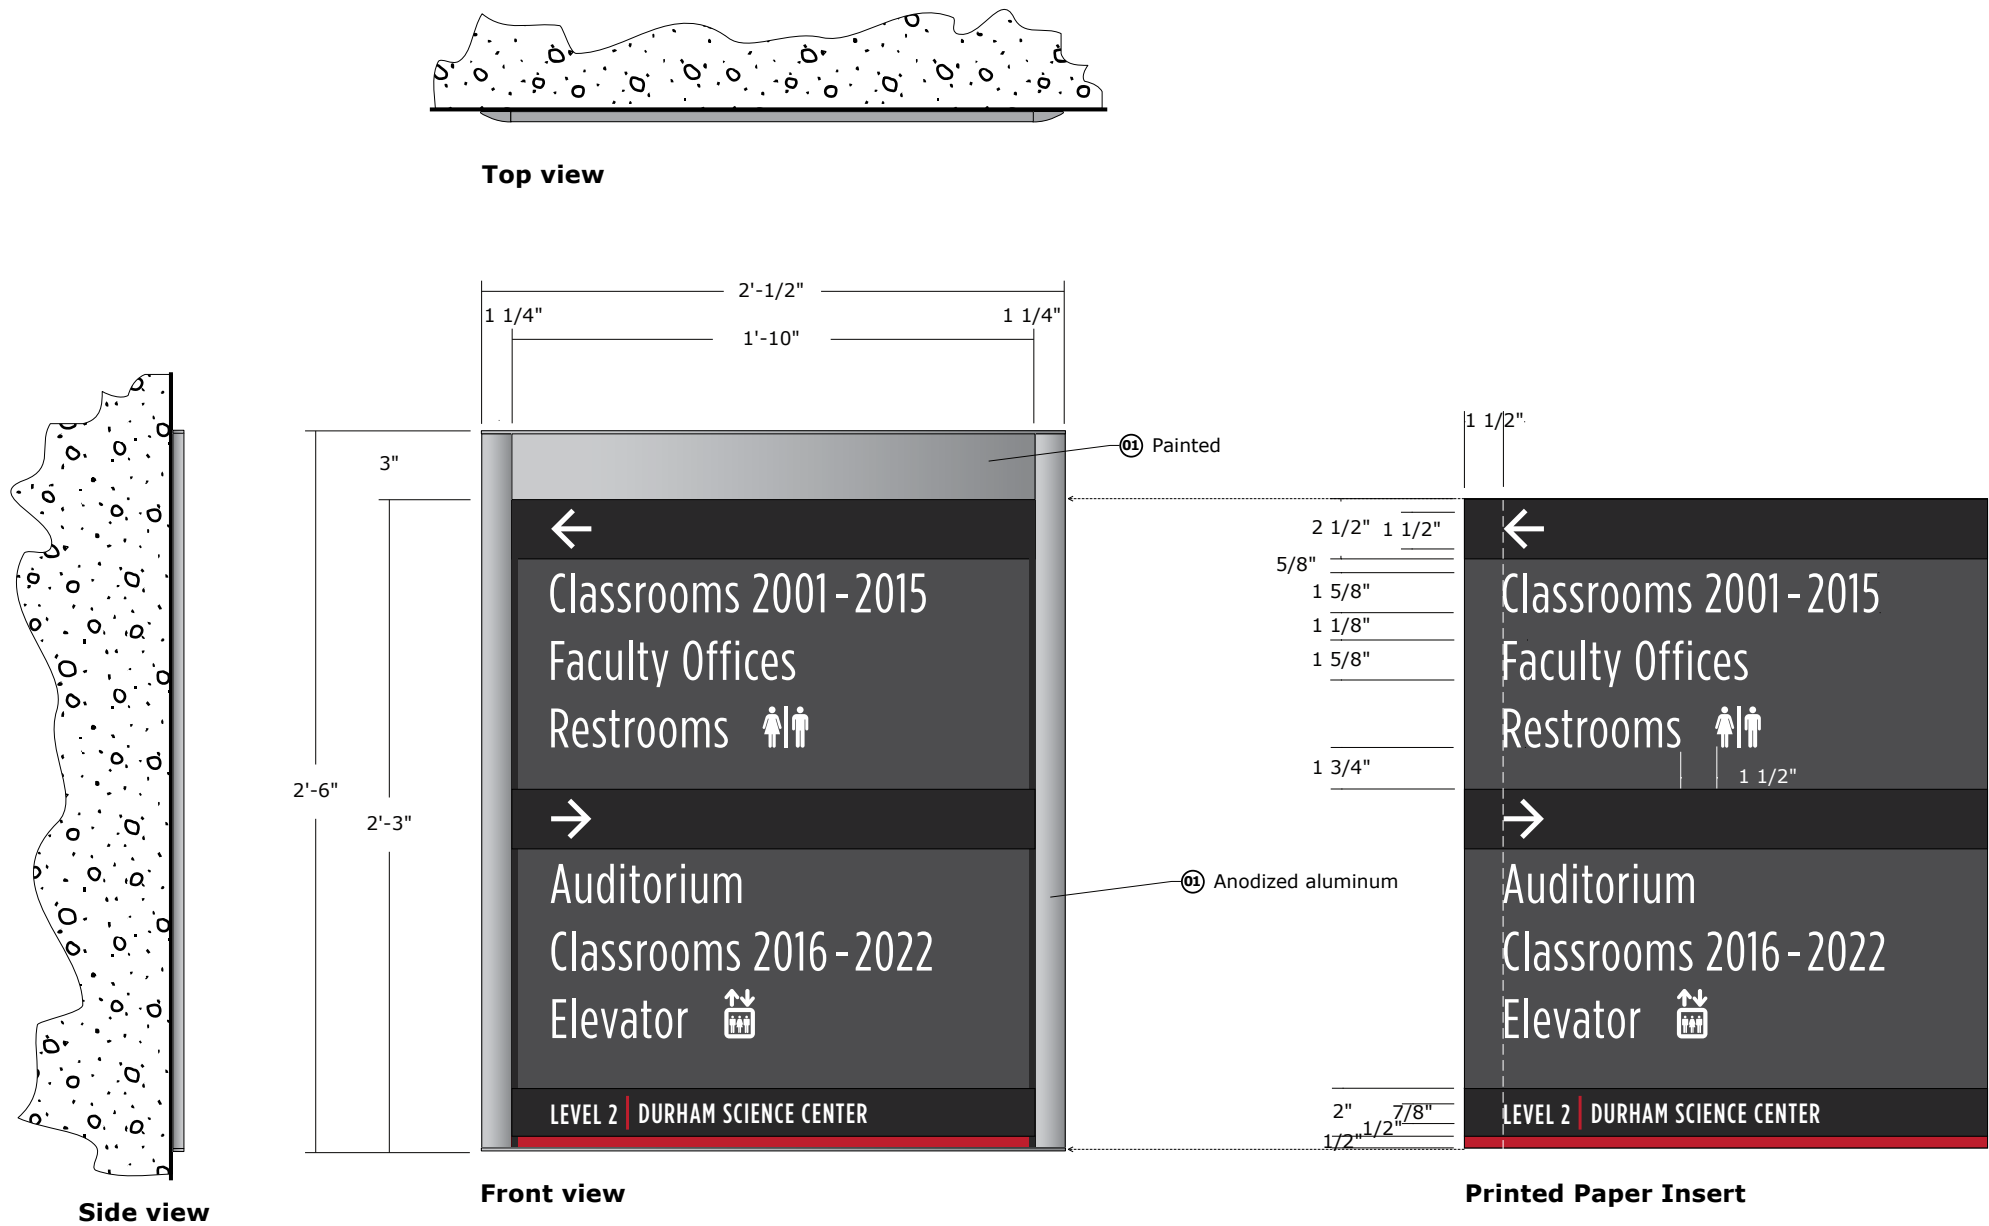 Top view
2'-1/2"
1 1/4" 1 1/4"
1'-10"
3"
2'-6"
2'-3"
01 Painted
01 Anodized aluminum
←
Classrooms 2001-2015
Faculty Offices
Restrooms
→
Auditorium
Classrooms 2016-2022
Elevator
LEVEL 2 | DURHAM SCIENCE CENTER
1 1/2"
2 1/2" 1 1/2"
5/8"
1 5/8"
1 1/8"
1 5/8"
1 3/4"
2" 7/8"
1/2"
1/2"
←
Classrooms 2001-2015
Faculty Offices
Restrooms
1 1/2"
→
Auditorium
Classrooms 2016-2022
Elevator
LEVEL 2 | DURHAM SCIENCE CENTER
Side view
Front view
Printed Paper Insert